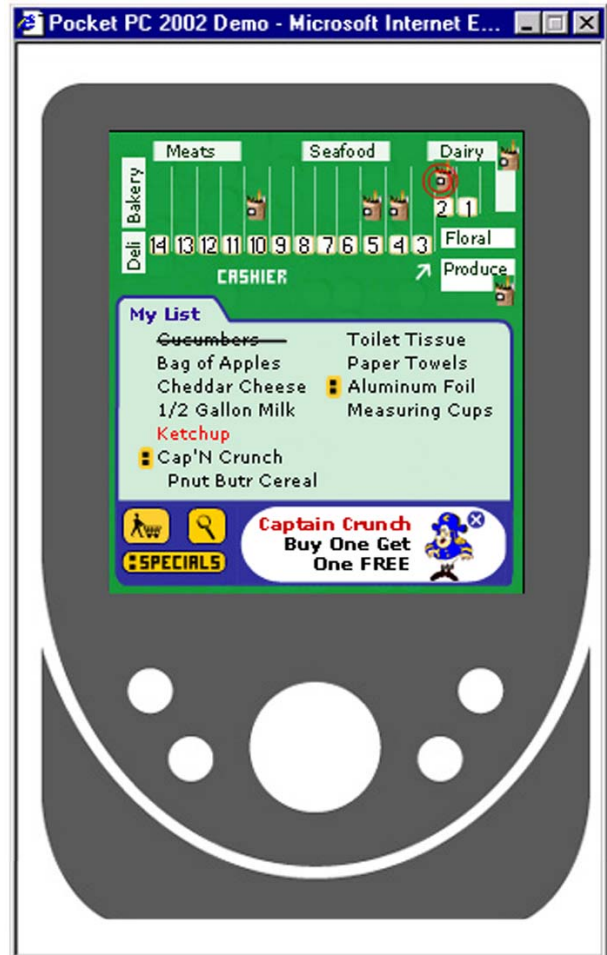 Pocket PC 2002 Demo - Microsoft Internet E...
Meats Seafood Dairy
Bakery
2 1
Deli 14 13 12 11 10 9 8 7 6 5 4 3 Floral
CASHIER Produce
My List
Cucumbers Toilet Tissue
Bag of Apples Paper Towels
Cheddar Cheese Aluminum Foil
1/2 Gallon Milk Measuring Cups
Ketchup
Cap'N Crunch
Pnut Butr Cereal
Captain Crunch
Buy One Get
One FREE
SPECIALS